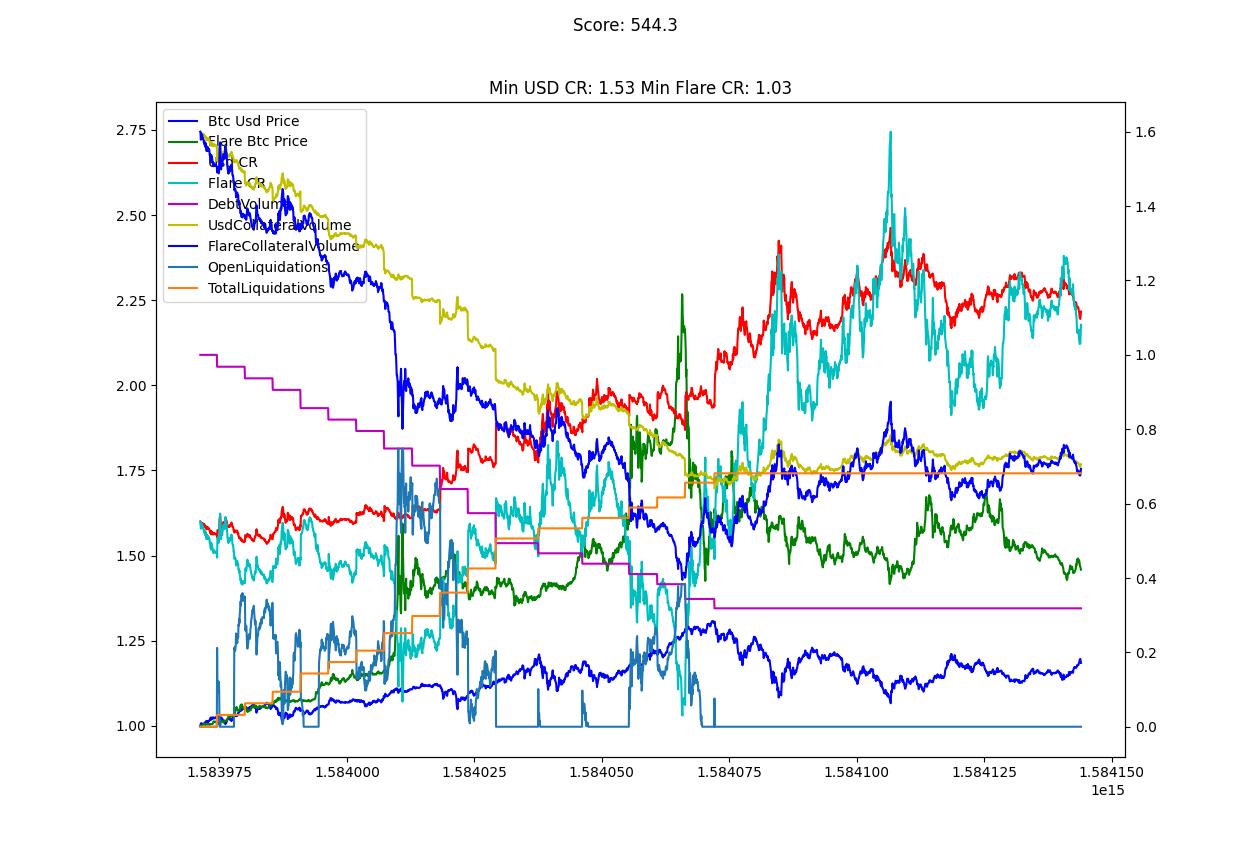 Score: 544.3
Min USD CR: 1.53 Min Flare CR: 1.03
Btc Usd Price
Flare Btc Price
Usd CR
Flare CR
DebtVolume
UsdCollateralVolume
FlareCollateralVolume
OpenLiquidations
TotalLiquidations
2.75
2.50
2.25
2.00
1.75
1.50
1.25
1.00
1.6
1.4
1.2
1.0
0.8
0.6
0.4
0.2
0.0
1.583975 1.584000 1.584025 1.584050 1.584075 1.584100 1.584125 1.584150
1e15